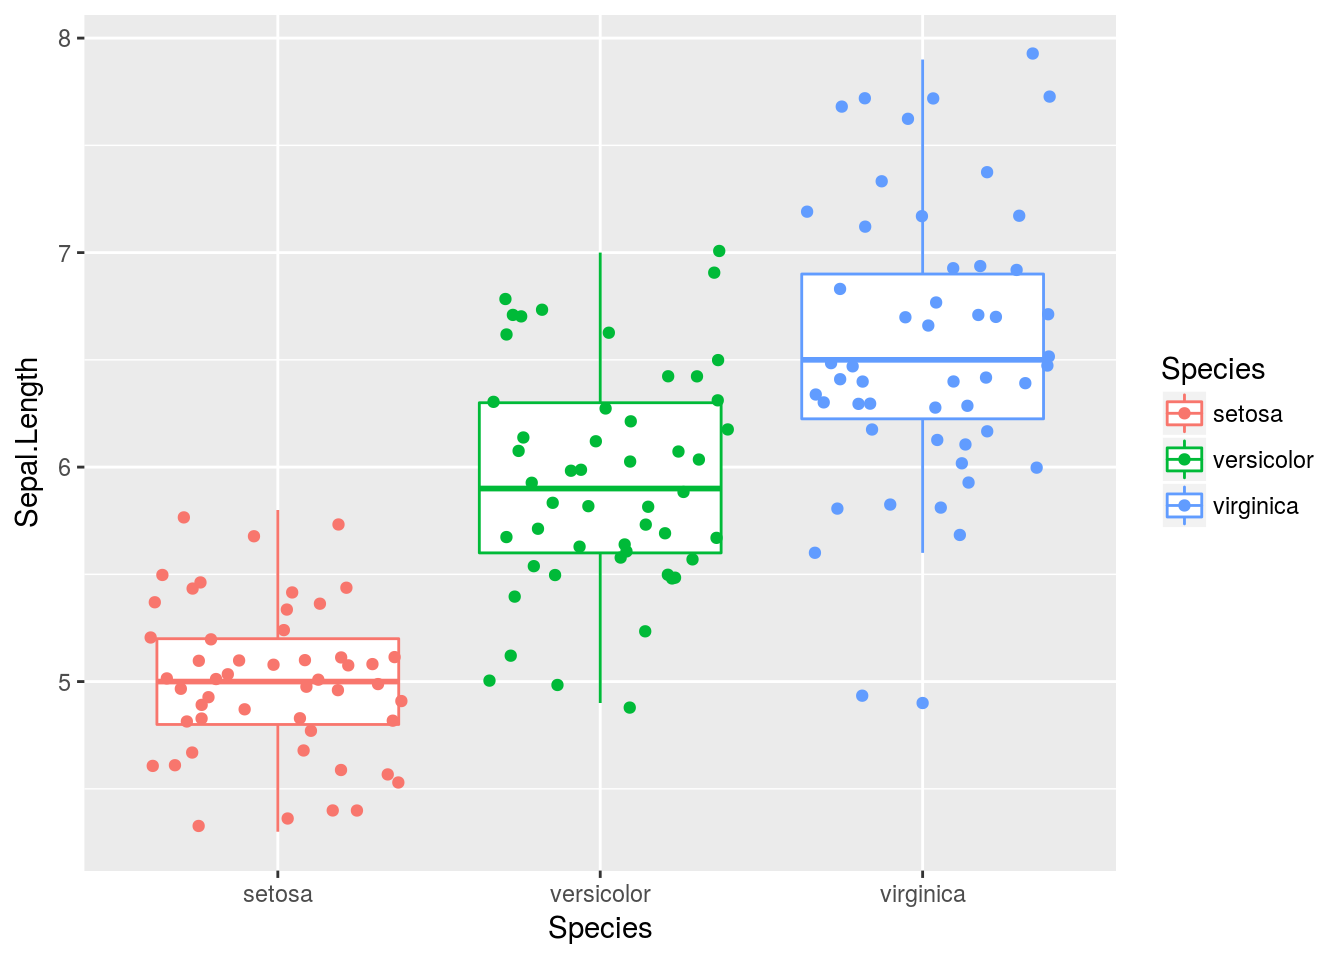 8
7
6
5
Sepal.Length
setosa
versicolor
virginica
Species
Species
setosa
versicolor
virginica